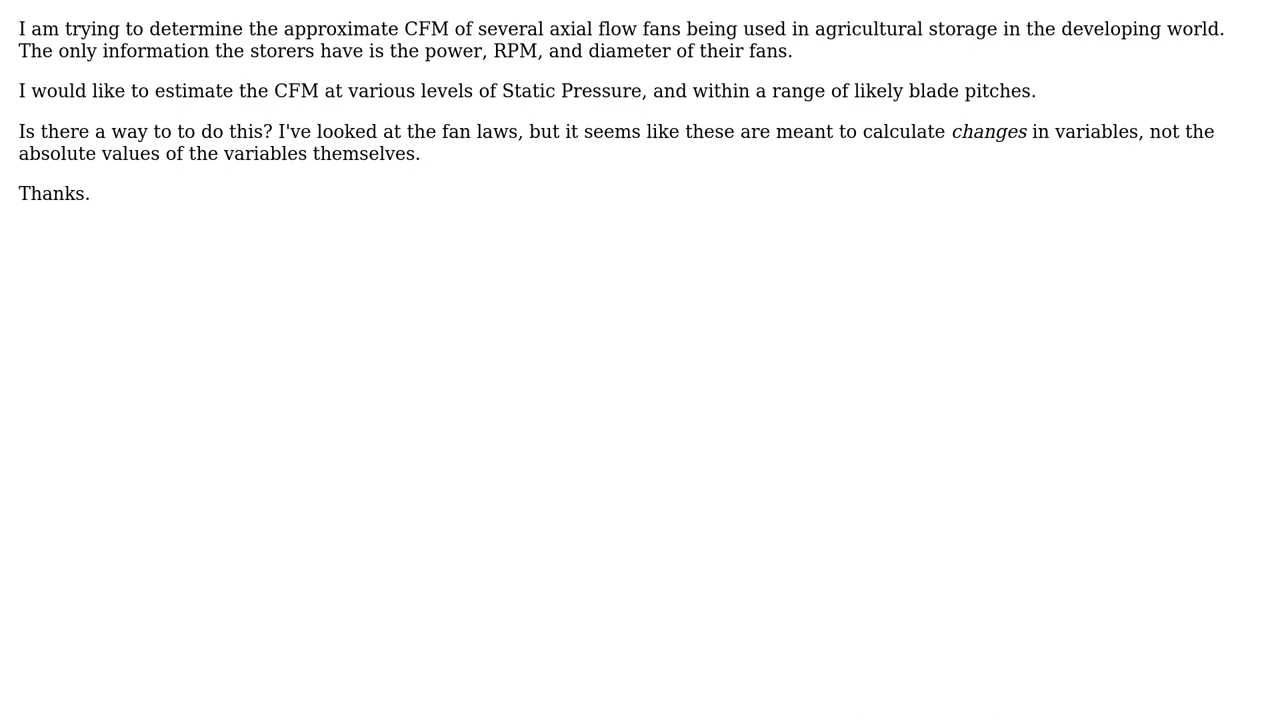 I am trying to determine the approximate CFM of several axial flow fans being used in agricultural storage in the developing world.
The only information the storers have is the power, RPM, and diameter of their fans.
I would like to estimate the CFM at various levels of Static Pressure, and within a range of likely blade pitches.
Is there a way to to do this? I've looked at the fan laws, but it seems like these are meant to calculate changes in variables, not the
absolute values of the variables themselves.
Thanks.